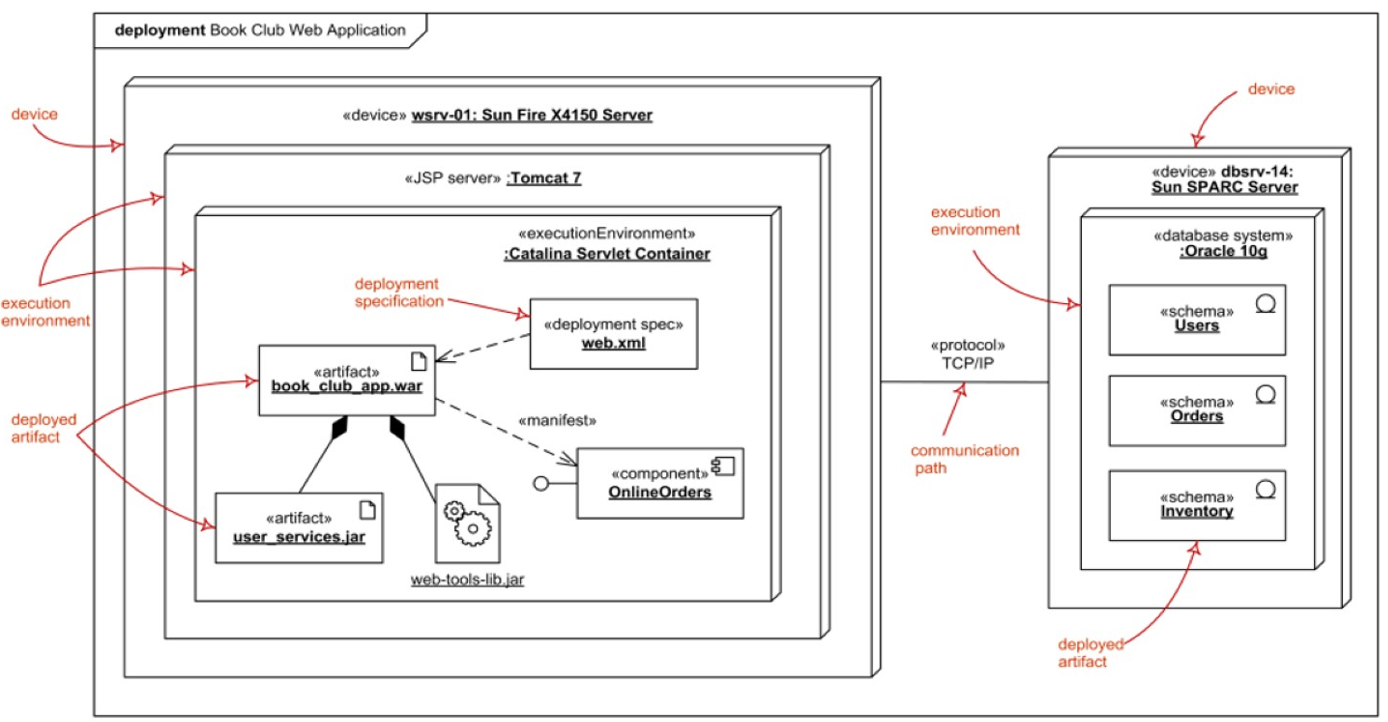 deployment Book Club Web Application
device
«device» wsrv-01: Sun Fire X4150 Server
«JSP server» :Tomcat 7
«executionEnvironment»
:Catalina Servlet Container
execution
environment
deployment
specification
«deployment spec»
web.xml
«artifact»
book_club_app.war
deployed
artifact
«manifest»
«component»
OnlineOrders
«artifact»
user_services.jar
web-tools-lib.jar
«protocol»
TCP/IP
communication
path
device
«device» dbsrv-14:
Sun SPARC Server
execution
environment
«database system»
:Oracle 10g
«schema»
Users
«schema»
Orders
«schema»
Inventory
deployed
artifact